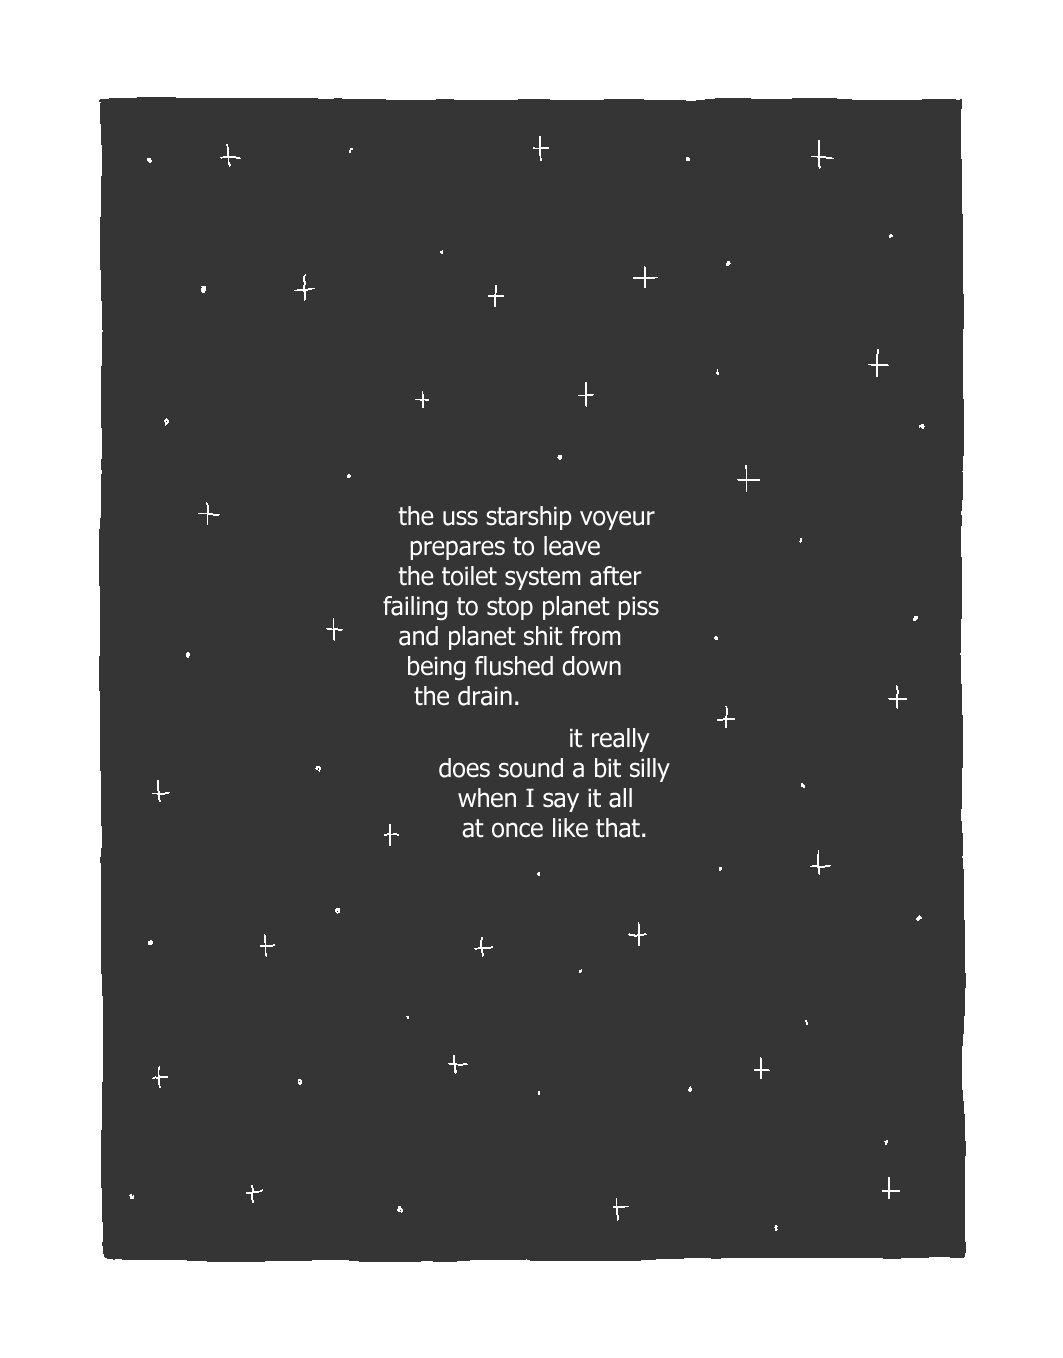 the uss starship voyeur
prepares to leave
the toilet system after
failing to stop planet piss
and planet shit from
being flushed down
the drain.
it really
does sound a bit silly
when I say it all
at once like that.